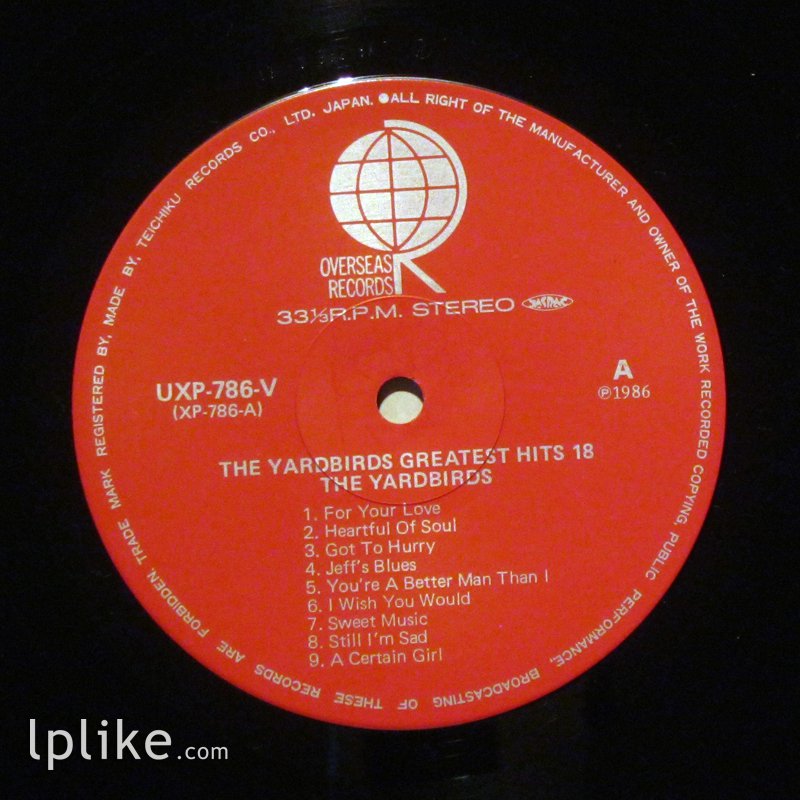 TRADE MARK REGISTERED BY, MADE BY, TEICHIKU RECORDS CO., LTD. JAPAN. ●ALL RIGHT OF THE MANUFACTURER AND OWNER OF THE WORK RECORDED COPYING, PUBLIC PERFORMANCE, BROADCASTING OF THESE RECORDS ARE FORBIDDEN.
OVERSEAS
RECORDS
33⅓R.P.M. STEREO
UXP-786-V
(XP-786-A)
A
Ⓟ1986
THE YARDBIRDS GREATEST HITS 18
THE YARDBIRDS
1. For Your Love
2. Heartful Of Soul
3. Got To Hurry
4. Jeff's Blues
5. You're A Better Man Than I
6. I Wish You Would
7. Sweet Music
8. Still I'm Sad
9. A Certain Girl
lplike.com